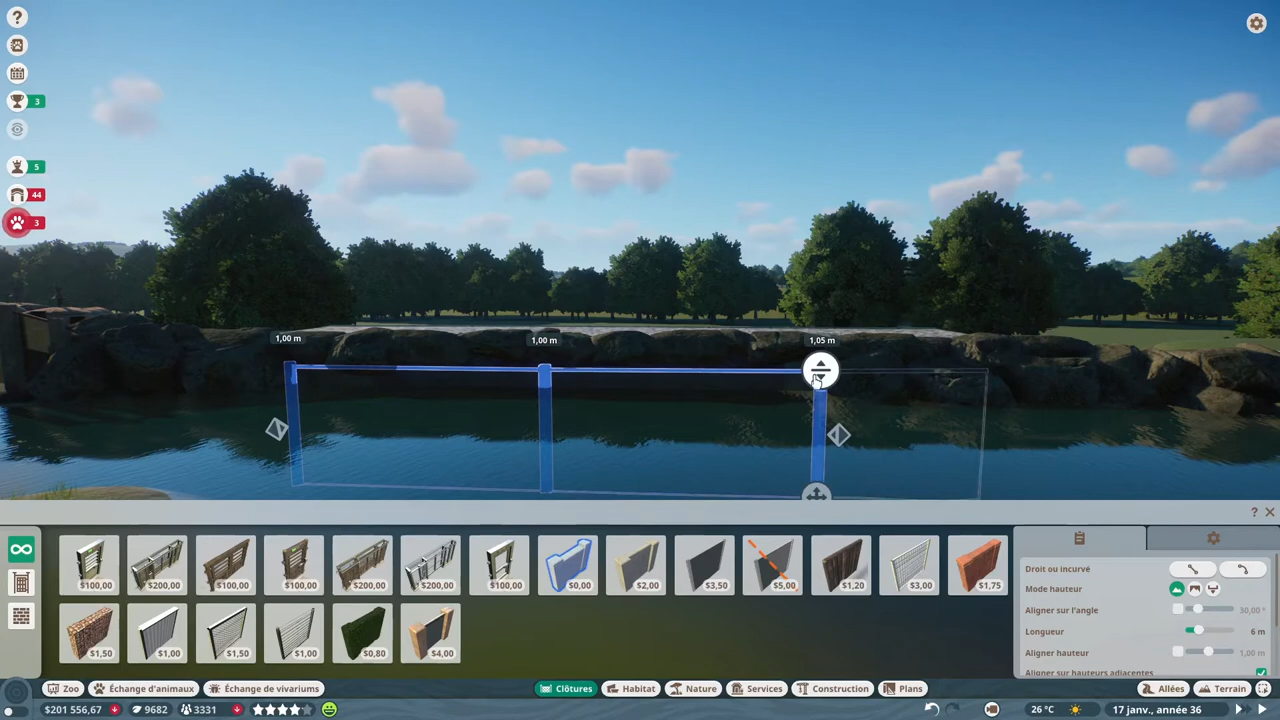 ?
3
5
44
3
1,00 m
1,00 m
1,05 m
?
$100,00
$200,00
$100,00
$100,00
$200,00
$200,00
$100,00
$0,00
$2,00
$3,50
$5,00
$1,20
$3,00
$1,75
$1,50
$1,00
$1,50
$1,00
$0,80
$4,00
Droit ou incurvé
Mode hauteur
Aligner sur l'angle 30,00 °
Longueur 6 m
Aligner hauteur 1,00 m
Aligner sur hauteurs adjacentes
Zoo
Échange d'animaux
Échange de vivariums
Clôtures
Habitat
Nature
Services
Construction
Plans
Allées
Terrain
$201 556,67
9682
3331
26 °C
17 janv., année 36